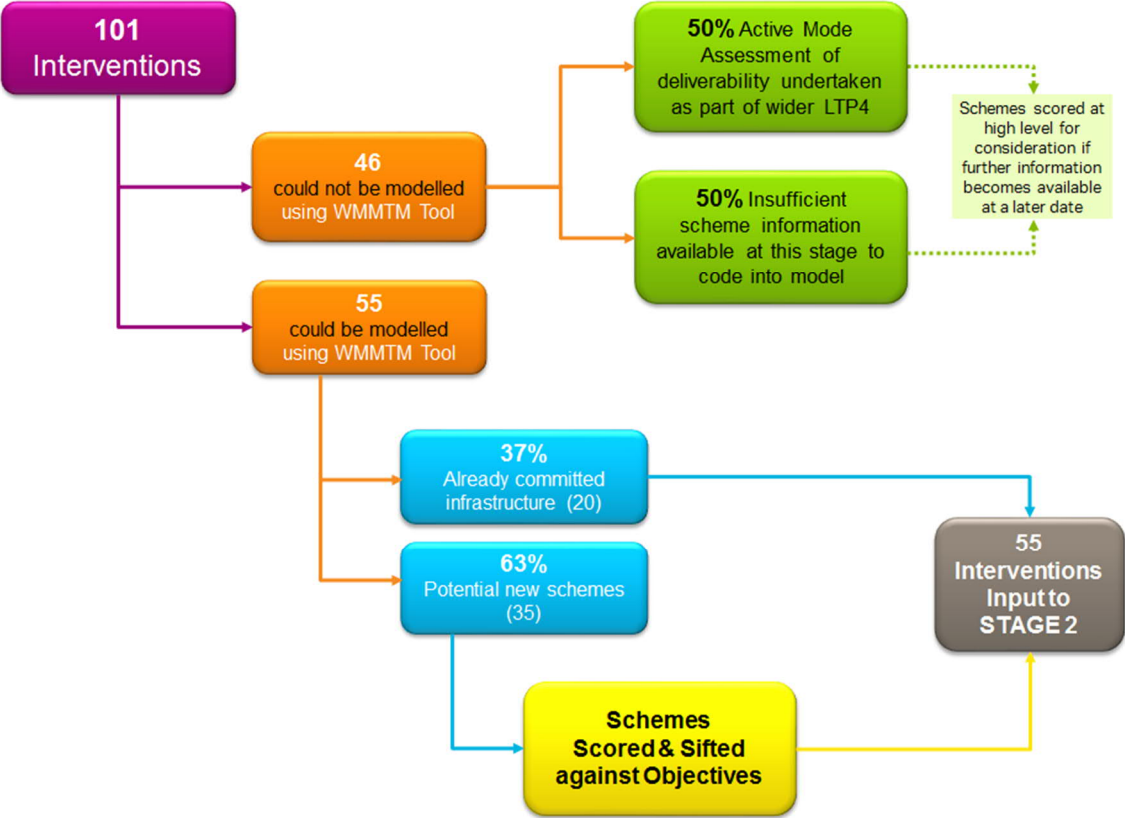 101
Interventions
50% Active Mode
Assessment of
deliverability undertaken
as part of wider LTP4
Schemes scored at
high level for
consideration if
further information
becomes available
at a later date
46
could not be modelled
using WMMTM Tool
50% Insufficient
scheme information
available at this stage to
code into model
55
could be modelled
using WMMTM Tool
37%
Already committed
infrastructure (20)
63%
Potential new schemes
(35)
55
Interventions
Input to
STAGE 2
Schemes
Scored & Sifted
against Objectives